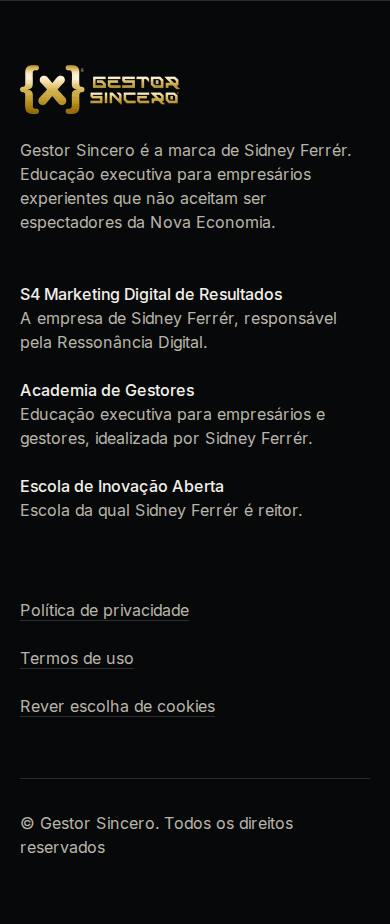 GESTOR
SINCERO
Gestor Sincero é a marca de Sidney Ferrér.
Educação executiva para empresários
experientes que não aceitam ser
espectadores da Nova Economia.
S4 Marketing Digital de Resultados
A empresa de Sidney Ferrér, responsável
pela Ressonância Digital.
Academia de Gestores
Educação executiva para empresários e
gestores, idealizada por Sidney Ferrér.
Escola de Inovação Aberta
Escola da qual Sidney Ferrér é reitor.
Política de privacidade
Termos de uso
Rever escolha de cookies
© Gestor Sincero. Todos os direitos
reservados